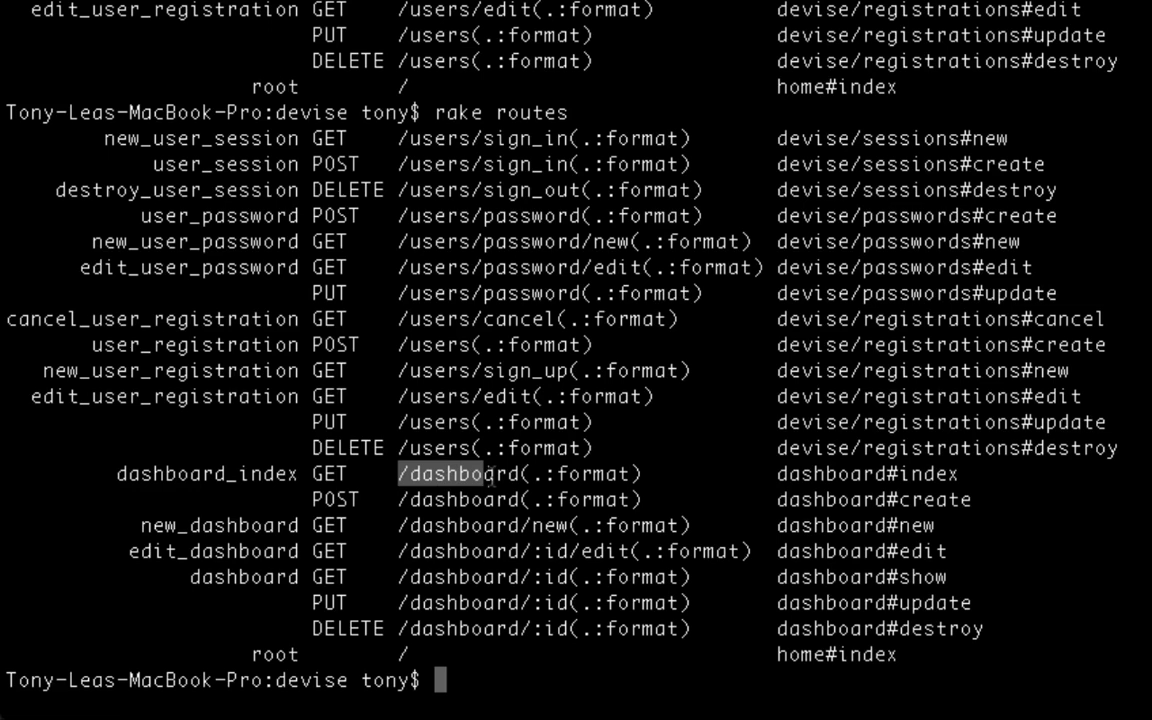 edit_user_registration GET /users/edit(.:format) devise/registrations#edit
PUT /users(.:format) devise/registrations#update
DELETE /users(.:format) devise/registrations#destroy
root / home#index
Tony-Leas-MacBook-Pro:devise tony$ rake routes
new_user_session GET /users/sign_in(.:format) devise/sessions#new
user_session POST /users/sign_in(.:format) devise/sessions#create
destroy_user_session DELETE /users/sign_out(.:format) devise/sessions#destroy
user_password POST /users/password(.:format) devise/passwords#create
new_user_password GET /users/password/new(.:format) devise/passwords#new
edit_user_password GET /users/password/edit(.:format) devise/passwords#edit
PUT /users/password(.:format) devise/passwords#update
cancel_user_registration GET /users/cancel(.:format) devise/registrations#cancel
user_registration POST /users(.:format) devise/registrations#create
new_user_registration GET /users/sign_up(.:format) devise/registrations#new
edit_user_registration GET /users/edit(.:format) devise/registrations#edit
PUT /users(.:format) devise/registrations#update
DELETE /users(.:format) devise/registrations#destroy
dashboard_index GET /dashboard(.:format) dashboard#index
POST /dashboard(.:format) dashboard#create
new_dashboard GET /dashboard/new(.:format) dashboard#new
edit_dashboard GET /dashboard/:id/edit(.:format) dashboard#edit
dashboard GET /dashboard/:id(.:format) dashboard#show
PUT /dashboard/:id(.:format) dashboard#update
DELETE /dashboard/:id(.:format) dashboard#destroy
root / home#index
Tony-Leas-MacBook-Pro:devise tony$